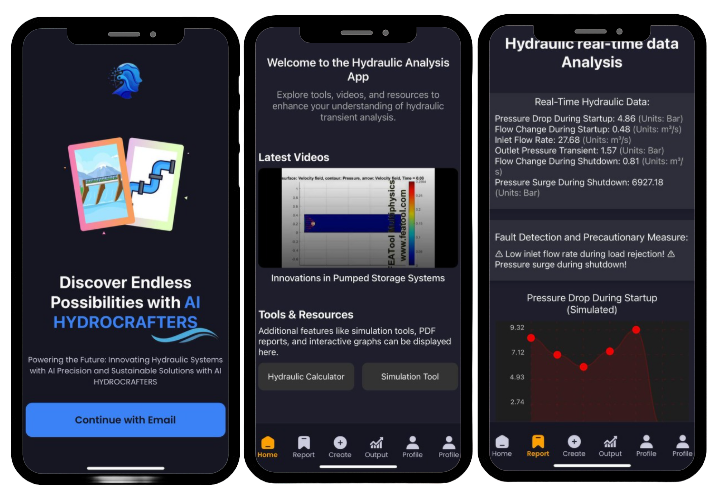 Discover Endless
Possibilities with AI
HYDROCRAFTERS
Powering the Future: Innovating Hydraulic Systems
with AI Precision and Sustainable Solutions with AI
HYDROCRAFTERS
Continue with Email
Welcome to the Hydraulic Analysis
App
Explore tools, videos, and resources to
enhance your understanding of hydraulic
transient analysis.
Latest Videos
surface: Velocity field, contour: Pressure, arrow: Velocity field, Time = 0.05
FEATool Multiphysics
www.featool.com
Innovations in Pumped Storage Systems
Tools & Resources
Additional features like simulation tools, PDF
reports, and interactive graphs can be displayed
here.
Hydraulic Calculator
Simulation Tool
Home
Report
Create
Output
Profile
Profile
Hydraulic real-time data
Analysis
Real-Time Hydraulic Data:
Pressure Drop During Startup: 4.86 (Units: Bar)
Flow Change During Startup: 0.48 (Units: m³/s)
Inlet Flow Rate: 27.68 (Units: m³/s)
Outlet Pressure Transient: 1.57 (Units: Bar)
Flow Change During Shutdown: 0.81 (Units: m³/
s)
Pressure Surge During Shutdown: 6927.18
(Units: Bar)
Fault Detection and Precautionary Measure:
⚠ Low inlet flow rate during load rejection! ⚠
Pressure surge during shutdown!
Pressure Drop During Startup
(Simulated)
9.32
7.12
4.93
2.74
Home
Report
Create
Output
Profile
Profile